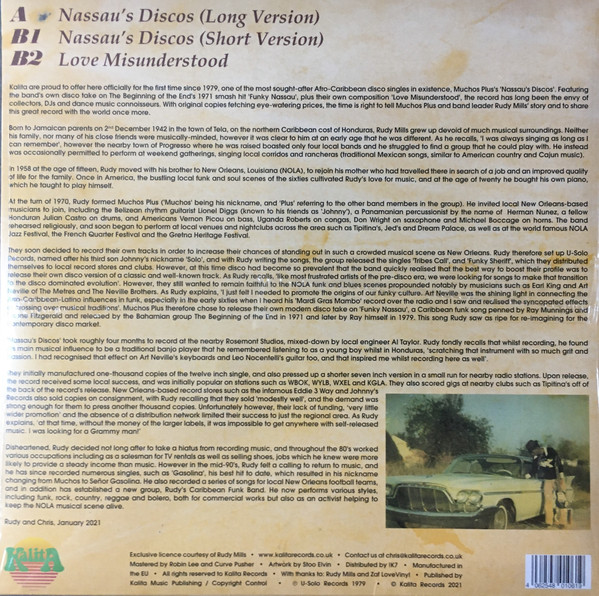 A Nassau's Discos (Long Version)
B1 Nassau's Discos (Short Version)
B2 Love Misunderstood
Kalita are proud to offer here officially for the first time since 1979, one of the most sought-after Afro-Caribbean disco singles in existence, Muchos Plus's 'Nassau's Discos'. Featuring
the band's own disco take on The Beginning of the End's 1971 smash hit 'Funky Nassau', plus their own composition 'Love Misunderstood', the record has long been the envy of
collectors, DJs and dance music connoisseurs. With original copies fetching eye-watering prices, the time is right to tell Muchos Plus and band leader Rudy Mills' story and to share
this great record with the world once more.
Born to Jamaican parents on 2nd December 1942 in the town of Tela, on the northern Caribbean cost of Honduras, Rudy Mills grew up devoid of much musical surroundings. Neither
his family, nor many of his close friends were musically-minded, however it was clear to him at an early age that he was different. As he recalls, 'I was always singing as long as I
can remember', however the nearby town of Progresso where he was raised boasted only four local bands and he struggled to find a group that he could play with. He instead
was occasionally permitted to perform at weekend gatherings, singing local corridos and rancheras (traditional Mexican songs, similar to American country and Cajun music).
In 1958 at the age of fifteen, Rudy moved with his brother to New Orleans, Louisiana (NOLA), to rejoin his mother who had travelled there in search of a job and an improved quality
of life for the family. Once in America, the bustling local funk and soul scenes of the sixties cultivated Rudy's love for music, and at the age of twenty he bought his own piano,
which he taught to play himself.
At the turn of 1970, Rudy formed Muchos Plus ('Muchos' being his nickname, and 'Plus' referring to the other band members in the group). He invited local New Orleans-based
musicians to join, including the Belizean rhythm guitarist Lionel Diggs (known to his friends as 'Johnny'), a Panamanian percussionist by the name of Herman Nunez, a fellow
Honduran Julian Castro on drums, and Americans Vernon Picou on bass, Uganda Roberts on congas, Don Wright on saxophone and Michael Boccage on horns. The band
rehearsed religiously, and soon began to perform at local venues and nightclubs across the area such as Tipitina's, Jed's and Dream Palace, as well as at the world famous NOLA
Jazz Festival, the French Quarter Festival and the Gretna Heritage Festival.
They soon decided to record their own tracks in order to increase their chances of standing out in such a crowded musical scene as New Orleans. Rudy therefore set up U-Solo
Records, named after his third son Johnny's nickname 'Solo', and with Rudy writing the songs, the group released the singles 'Tribes Call', and 'Funky Sheriff', which they distributed
themselves to local record stores and clubs. However, at this time disco had become so prevalent that the band quickly realised that the best way to boost their profile was to
release their own disco version of a classic and well-known track. As Rudy recalls, 'like most frustrated artists of the pre-disco era, we were looking for songs to make that transition
to the disco dominated evolution'. However, they still wanted to remain faithful to the NOLA funk and blues scenes propounded notably by musicians such as Earl King and Art
Neville of The Metres and The Neville Brothers. As Rudy explains, 'I just felt I needed to promote the origins of our funky culture. Art Neville was the shining light in connecting the
Caribbean-Latino influences in funk, especially in the early sixties when I heard his 'Mardi Gras Mambo' record over the radio and I saw and relished the syncopated effects
over musical traditions'. Muchos Plus therefore chose to release their own modern disco take on 'Funky Nassau', a Caribbean funk song penned by Ray Munnings and
Fitzgerald and released by the Bahamian group The Beginning of the End in 1971 and later by Ray himself in 1979. This song Rudy saw as ripe for re-imagining for the
contemporary disco market.
'Nassau's Discos' took roughly four months to record at the nearby Rosemont Studios, mixed-down by local engineer Al Taylor. Rudy fondly recalls that whilst recording, he found
main musical influence to be a traditional banjo player that he remembered listening to as a young boy whilst in Honduras, 'scratching that instrument with so much grit and
passion. I had recognised that effect on Art Neville's keyboards and Leo Nocentelli's guitar too, and that inspired me whilst recording here as well'.
They initially manufactured one-thousand copies of the twelve inch single, and also pressed up a shorter seven inch version in a small run for nearby radio stations. Upon release,
the record received some local success, and was initially popular on stations such as WBOK, WYLB, WXEL and KGLA. They also scored gigs at nearby clubs such as Tipitina's off of
the back of the record's release. New Orleans-based record stores such as the infamous Eddie 3 Way and Johnny's
Records also sold copies on consignment, with Rudy recalling that they sold 'modestly well', and the demand was
strong enough for them to press another thousand copies. Unfortunately however, their lack of funding, 'very little
wider promotion' and the absence of a distribution network limited their success to just the regional area. As Rudy
explains, 'at that time, without the money of the larger labels, it was impossible to get anywhere with self-released
music. I was looking for a Grammy man!'
Disheartened, Rudy decided not long after to take a hiatus from recording music, and throughout the 80's worked
various occupations including as a salesman for TV rentals as well as selling shoes, jobs which he knew were more
likely to provide a steady income than music. However in the mid-90's, Rudy felt a calling to return to music, and
he has since recorded numerous singles, such as 'Gasolina', his best hit to date, which resulted in his nickname
changing from Muchos to Señor Gasolina. He also recorded a series of songs for local New Orleans football teams,
and in addition has established a new group, Rudy's Caribbean Funk Band. He now performs various styles,
including funk, rock, country, reggae and bolero, both for commercial works but also as an activist helping to
keep the NOLA music scene alive.
Rudy and Chris, January 2021
Kalita
Exclusive licence courtesy of Rudy Mills • www.kalitarecords.co.uk • Contact us at chris@kalitarecords.co.uk
Mastered by Robin Lee and Curve Pusher • Artwork by Stoo Elvin • Distributed by !K7 • Manufactured in
the EU • All rights reserved to Kalita Records • With thanks to: Rudy Mills and Zaf LoveVinyl • Published by
Kalita Music Publishing / Copyright Control • Ⓟ U-Solo Records 1979 • © Kalita Records 2021